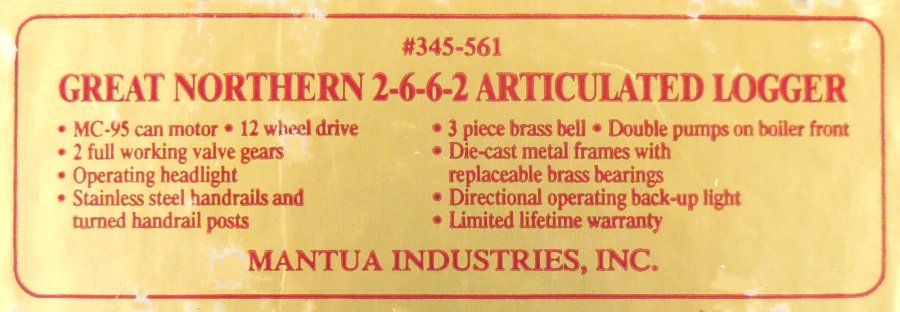 #345-561
GREAT NORTHERN 2-6-6-2 ARTICULATED LOGGER
• MC-95 can motor • 12 wheel drive
• 2 full working valve gears
• Operating headlight
• Stainless steel handrails and
turned handrail posts
• 3 piece brass bell • Double pumps on boiler front
• Die-cast metal frames with
replaceable brass bearings
• Directional operating back-up light
• Limited lifetime warranty
MANTUA INDUSTRIES, INC.